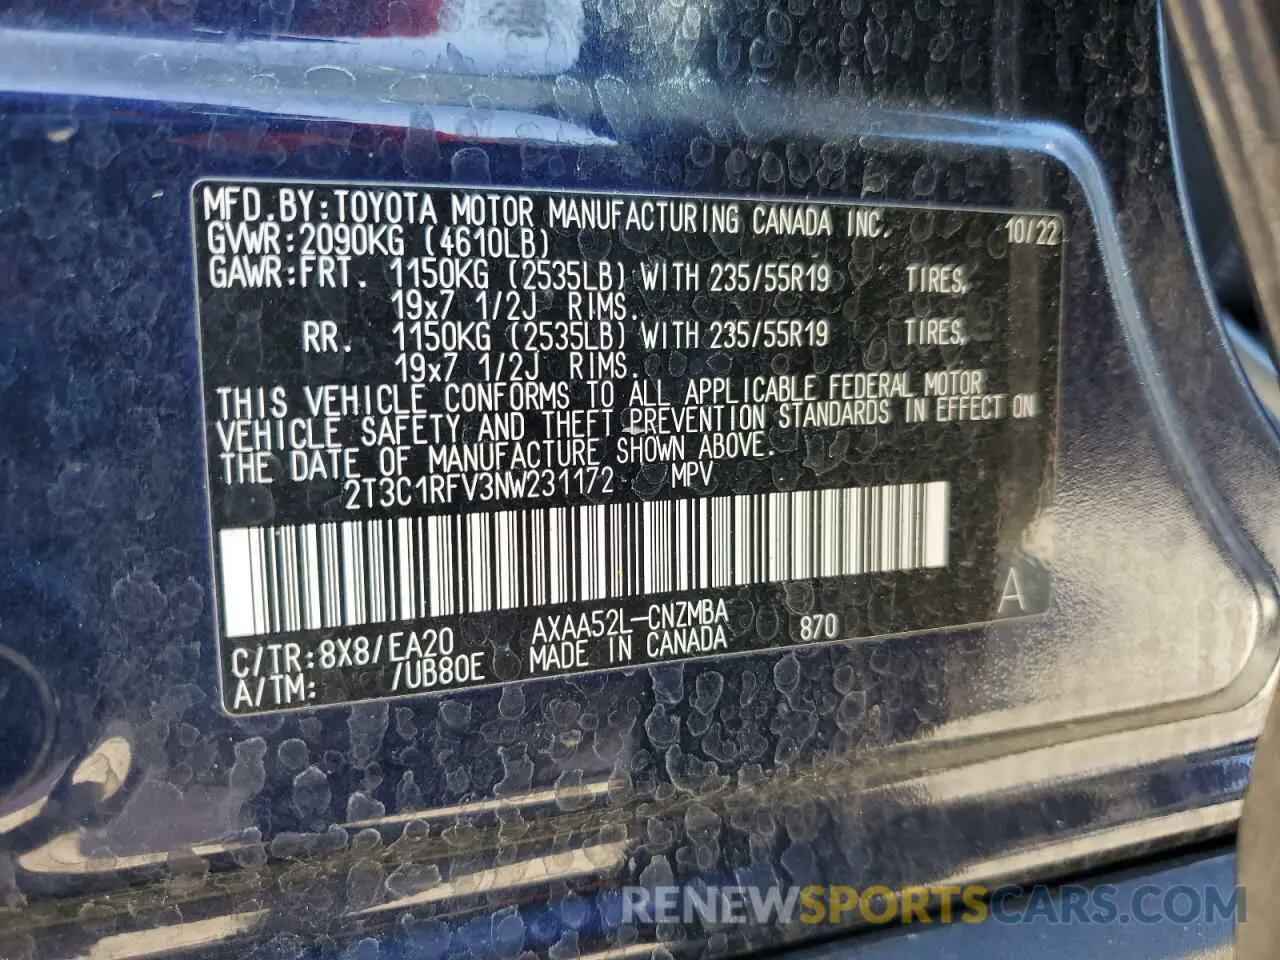 MFD.BY:TOYOTA MOTOR MANUFACTURING CANADA INC. 10/22
GVWR:2090KG (4610LB)
GAWR:FRT. 1150KG (2535LB) WITH 235/55R19 TIRES,
19x7 1/2J RIMS.
RR. 1150KG (2535LB) WITH 235/55R19 TIRES,
19x7 1/2J RIMS.
THIS VEHICLE CONFORMS TO ALL APPLICABLE FEDERAL MOTOR
VEHICLE SAFETY AND THEFT PREVENTION STANDARDS IN EFFECT ON
THE DATE OF MANUFACTURE SHOWN ABOVE.
2T3C1RFV3NW231172 MPV
A
C/TR:8X8/EA20 AXAA52L-CNZMBA 870
A/TM: /UB80E MADE IN CANADA
RENEWSPORTSCARS.COM